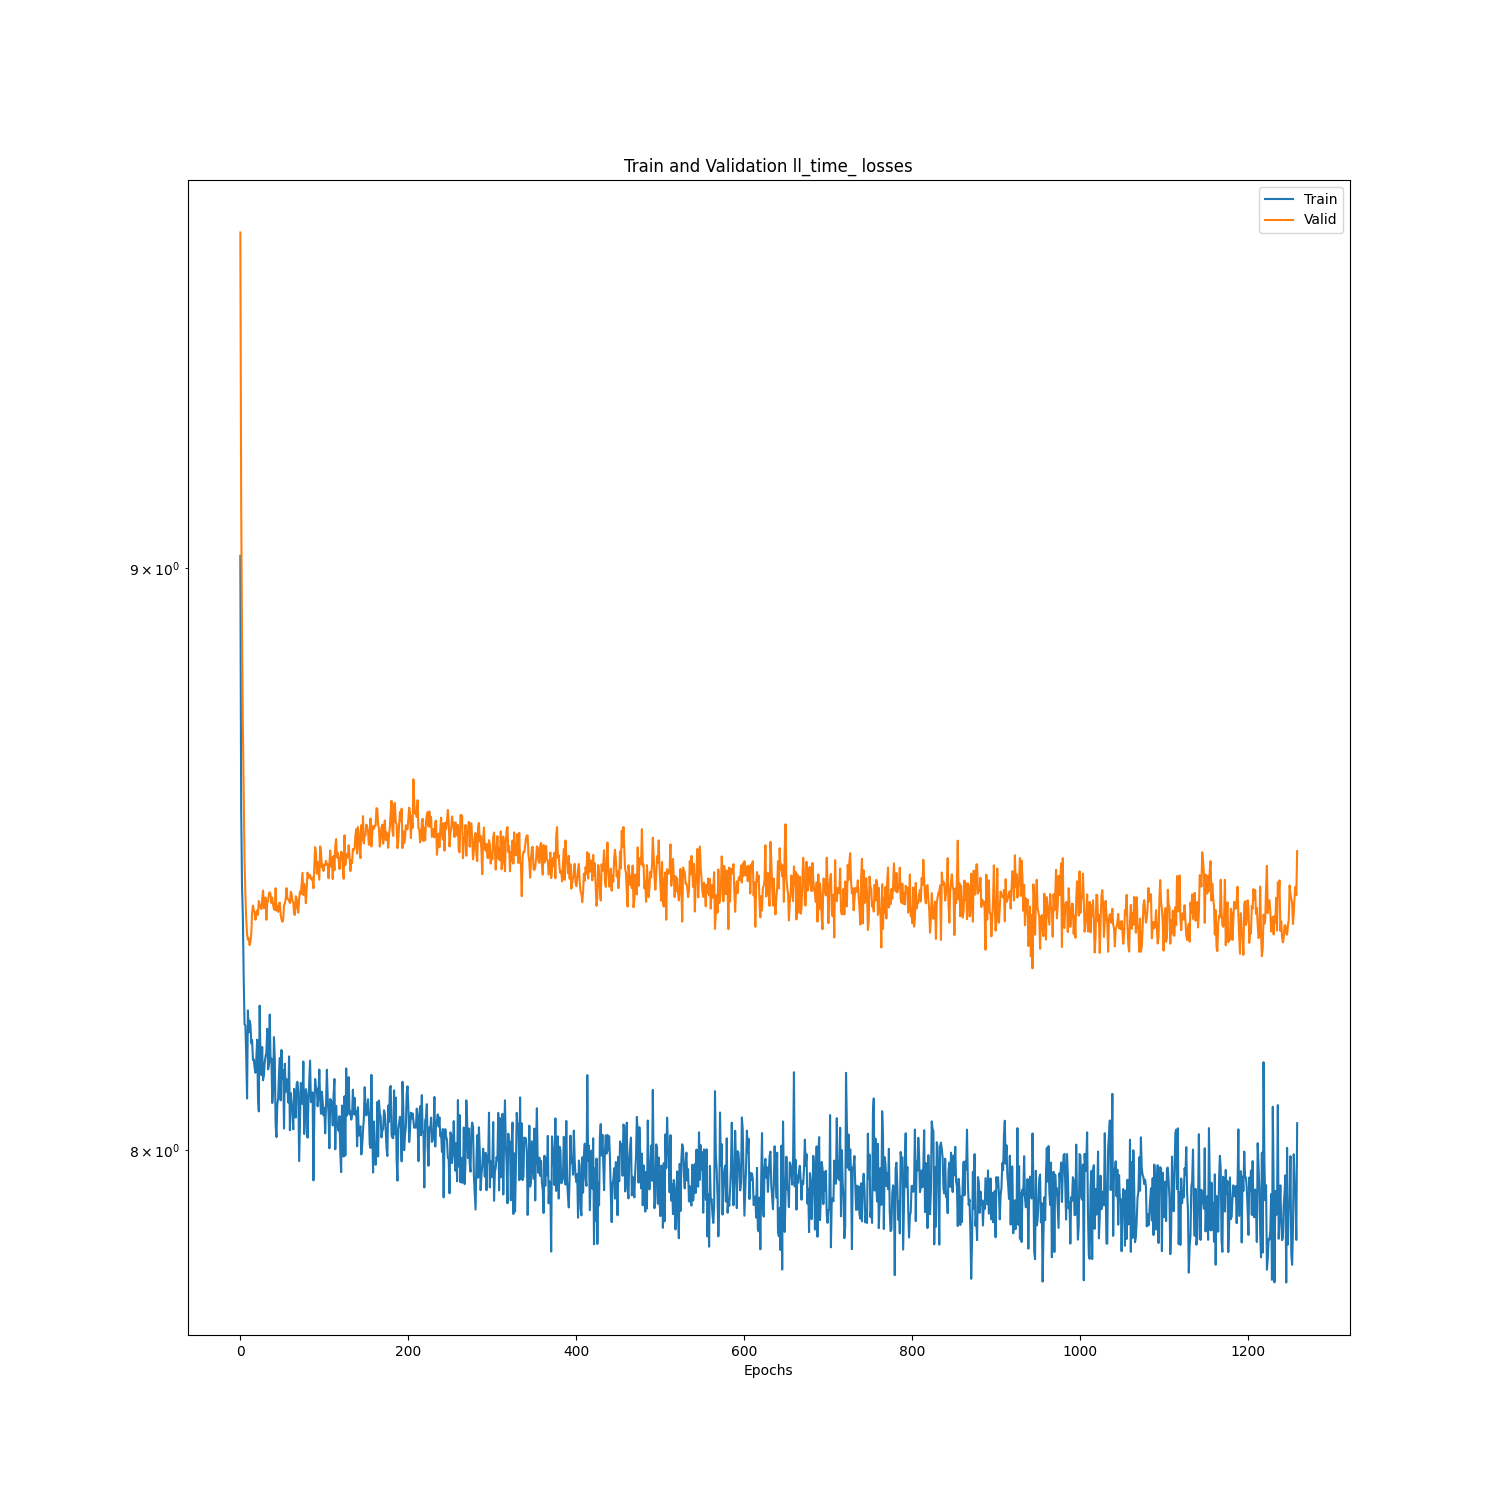 Train and Validation ll_time_ losses
Train
Valid
9 × 10⁰
8 × 10⁰
0 200 400 600 800 1000 1200
Epochs